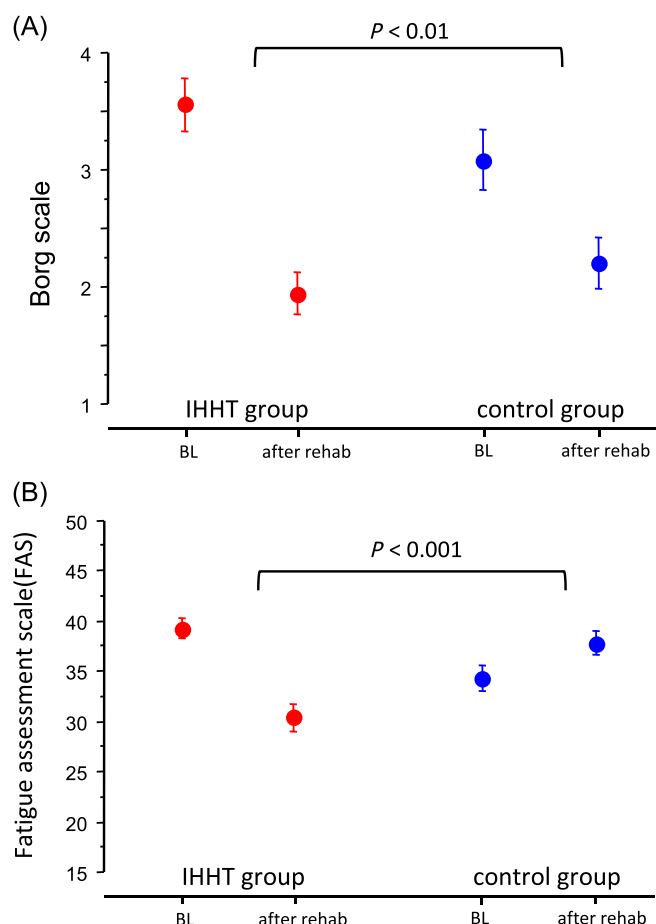 (A)
P < 0.01
4
3
2
1
Borg scale
IHHT group
control group
BL
after rehab
BL
after rehab
(B)
P < 0.001
50
45
40
35
30
25
20
15
Fatigue assessment scale(FAS)
IHHT group
control group
BL
after rehab
BL
after rehab